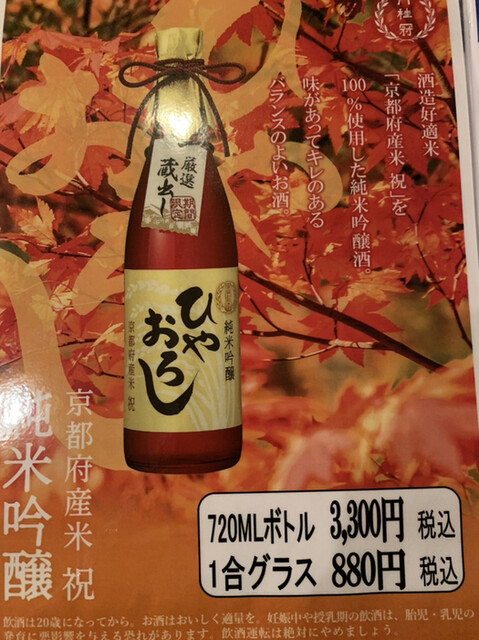 月桂冠
酒造好適米
「京都府産米 祝」を
100%使用した純米吟醸酒。
味があってキレのある
バランスのよいお酒。
厳選
蔵出し
期間
限定
純米吟醸
ひや
おろし
京都府産米 祝
京都府産米 祝
純米吟醸
720MLボトル 3,300円 税込
1合グラス 880円 税込
飲酒は20歳になってから。お酒はおいしく適量を。妊娠中や授乳期の飲酒は、胎児・乳児の
発育に悪影響を与える恐れがあります。飲酒運転は絶対にやめましょう。